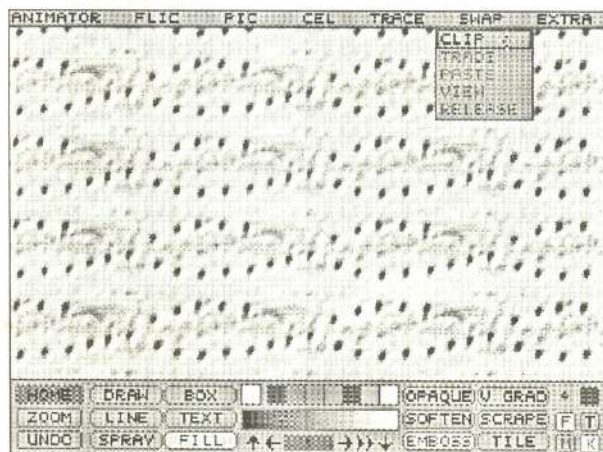 ANIMATOR FLIC PIC CEL TRACE SWAP EXTRA
CLIP
TRADE
PASTE
VIEW
RELEASE
HOME DRAW BOX OPAQUE V GRAD
ZOOM LINE TEXT SOFTEN SCRAPE F T
UNDO SPRAY FILL EMBOSS TILE K